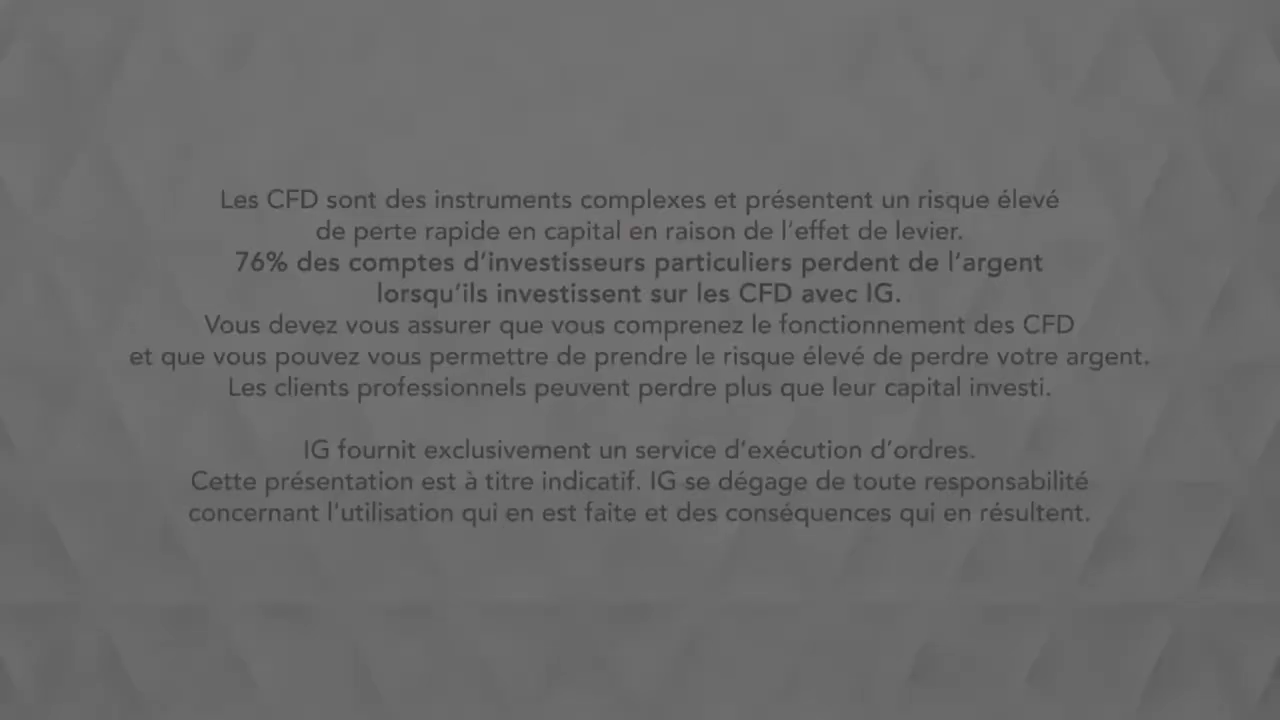 Les CFD sont des instruments complexes et présentent un risque élevé
de perte rapide en capital en raison de l'effet de levier.
76% des comptes d'investisseurs particuliers perdent de l'argent
lorsqu'ils investissent sur les CFD avec IG.
Vous devez vous assurer que vous comprenez le fonctionnement des CFD
et que vous pouvez vous permettre de prendre le risque élevé de perdre votre argent.
Les clients professionnels peuvent perdre plus que leur capital investi.
IG fournit exclusivement un service d'exécution d'ordres.
Cette présentation est à titre indicatif. IG se dégage de toute responsabilité
concernant l'utilisation qui en est faite et des conséquences qui en résultent.